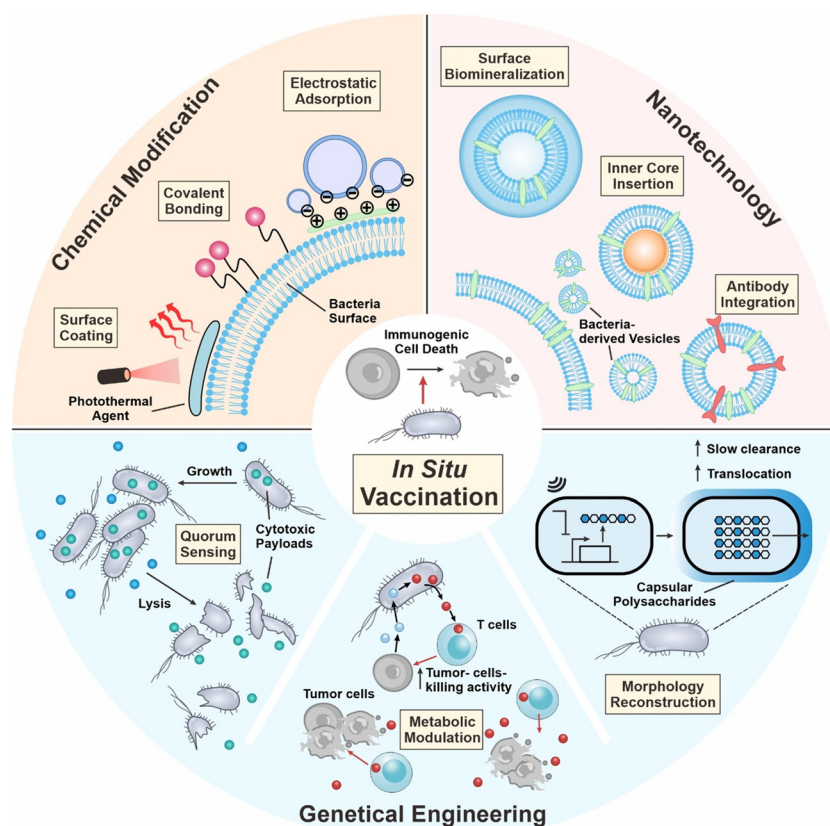 Chemical Modification
Electrostatic
Adsorption
Covalent
Bonding
Surface
Coating
Photothermal
Agent
Bacteria
Surface
Nanotechnology
Surface
Biomineralization
Inner Core
Insertion
Antibody
Integration
Bacteria-
derived Vesicles
Immunogenic
Cell Death
In Situ
Vaccination
Growth
Quorum
Sensing
Cytotoxic
Payloads
Lysis
T cells
Tumor- cells-
killing activity
Tumor cells
Metabolic
Modulation
Slow clearance
Translocation
Capsular
Polysaccharides
Morphology
Reconstruction
Genetical Engineering